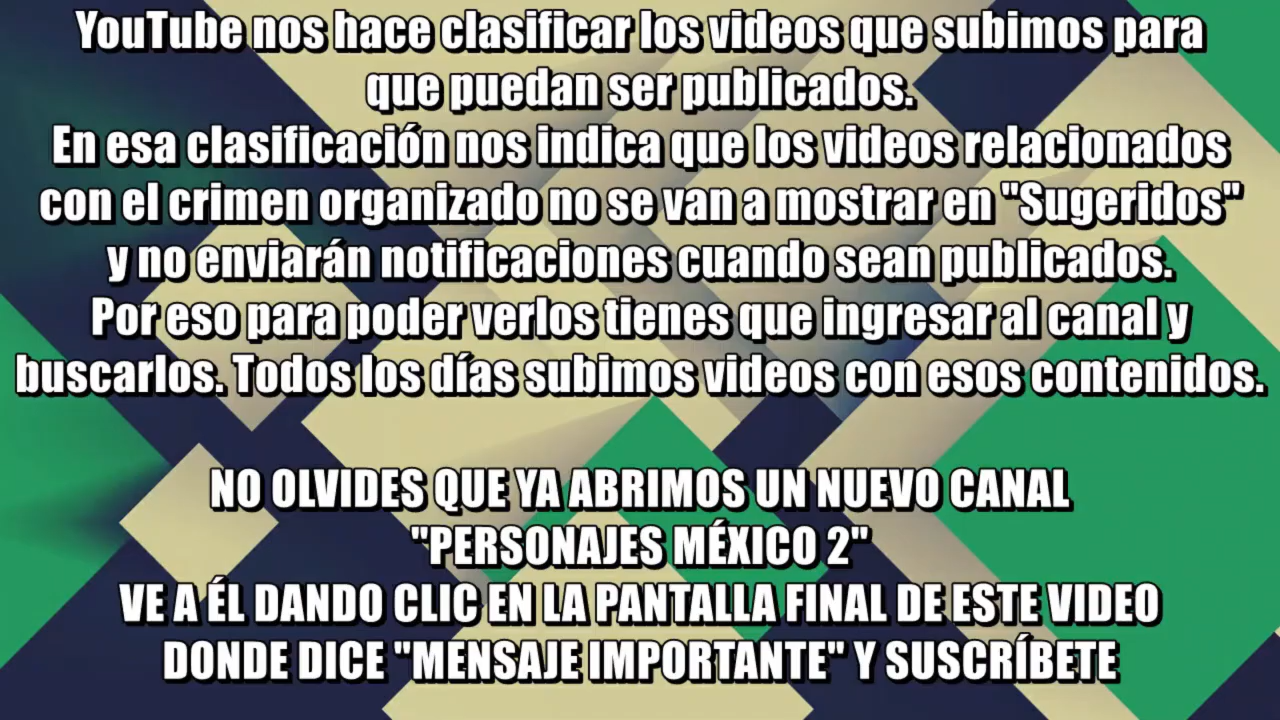 YouTube nos hace clasificar los videos que subimos para
que puedan ser publicados.
En esa clasificación nos indica que los videos relacionados
con el crimen organizado no se van a mostrar en "Sugeridos"
y no enviarán notificaciones cuando sean publicados.
Por eso para poder verlos tienes que ingresar al canal y
buscarlos. Todos los días subimos videos con esos contenidos.
NO OLVIDES QUE YA ABRIMOS UN NUEVO CANAL
"PERSONAJES MÉXICO 2"
VE A ÉL DANDO CLIC EN LA PANTALLA FINAL DE ESTE VIDEO
DONDE DICE "MENSAJE IMPORTANTE" Y SUSCRÍBETE